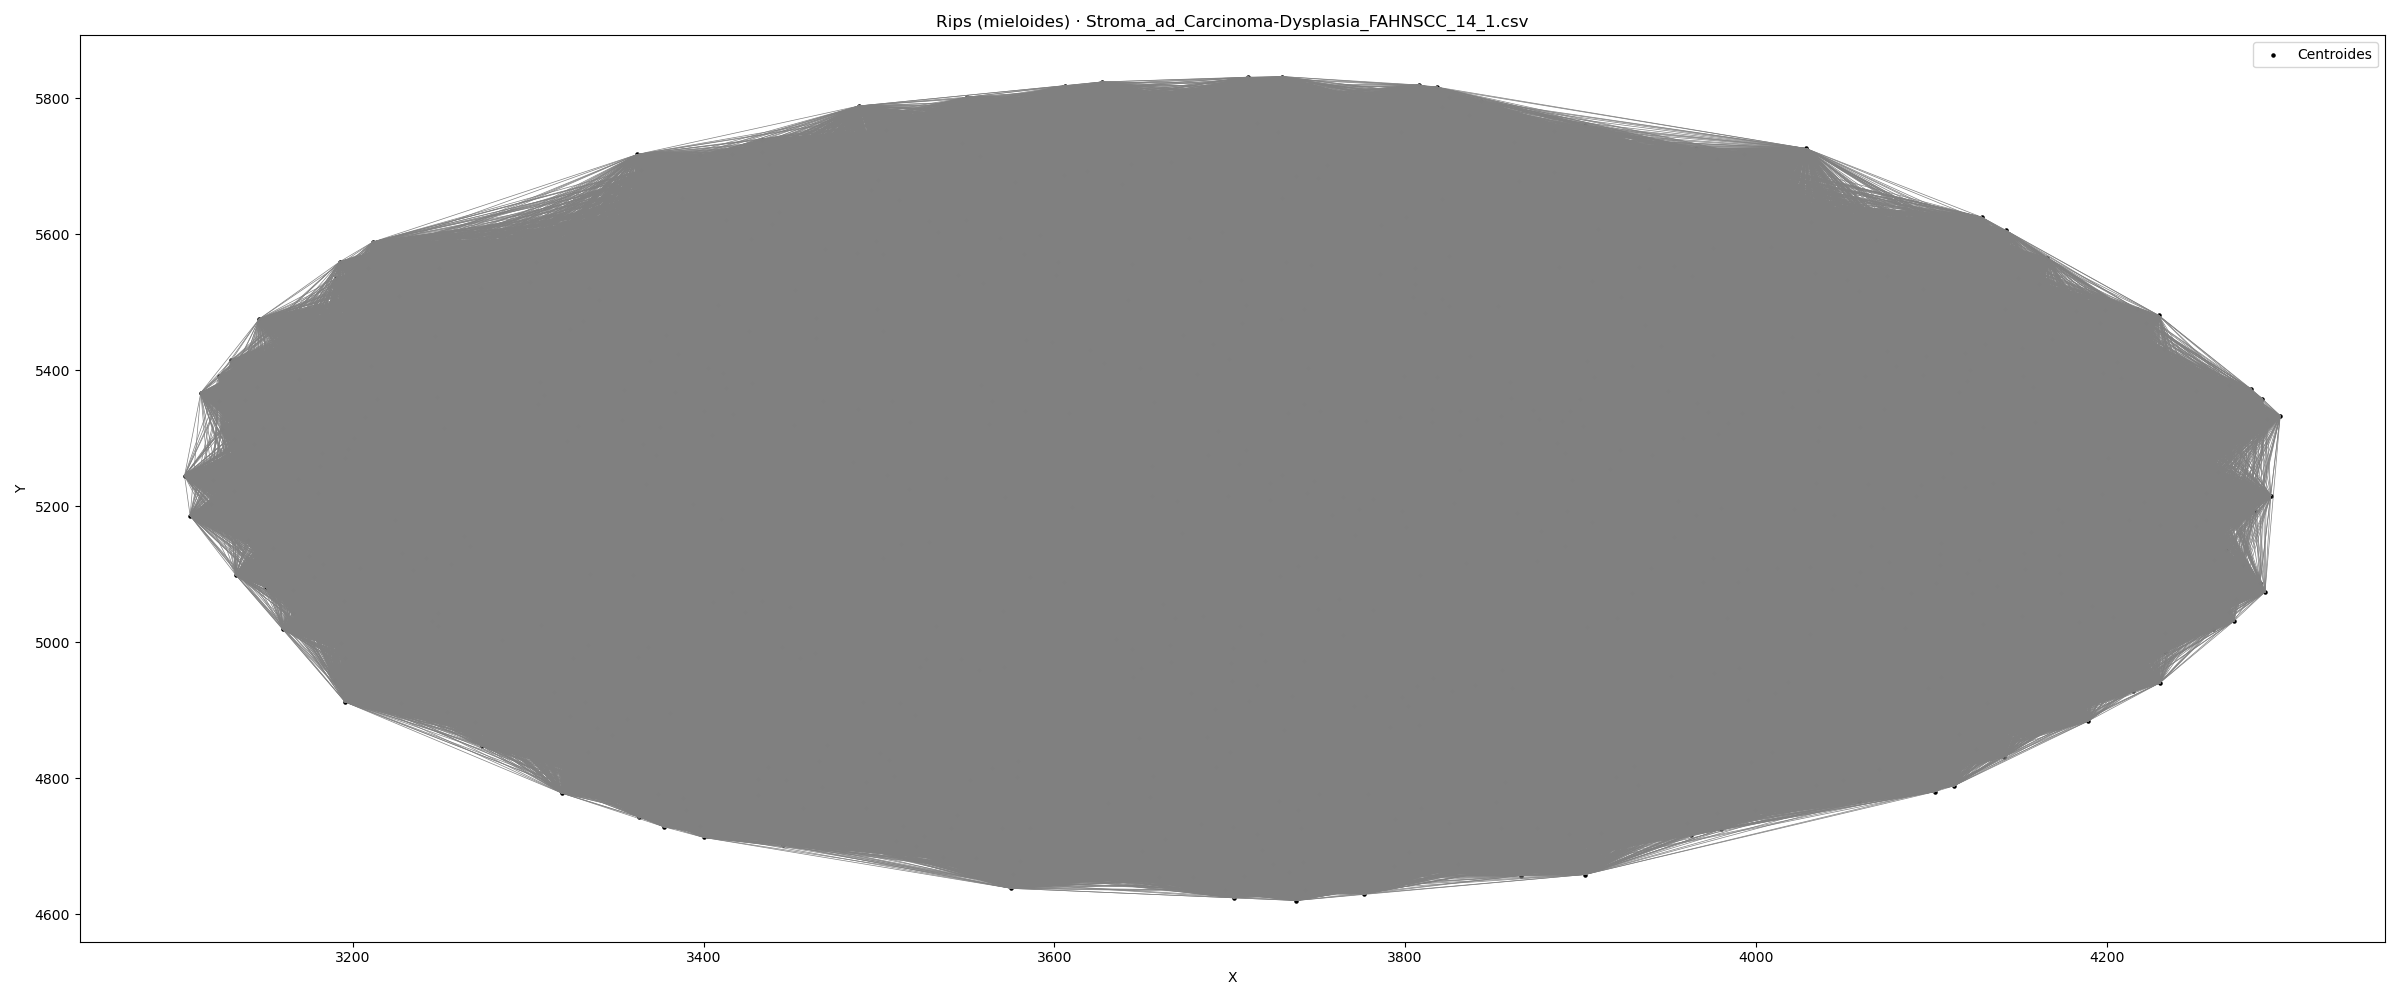 Rips (mieloides) · Stroma_ad_Carcinoma-Dysplasia_FAHNSCC_14_1.csv
Centroides
5800
5600
5400
5200
5000
4800
4600
Y
3200 3400 3600 3800 4000 4200
X